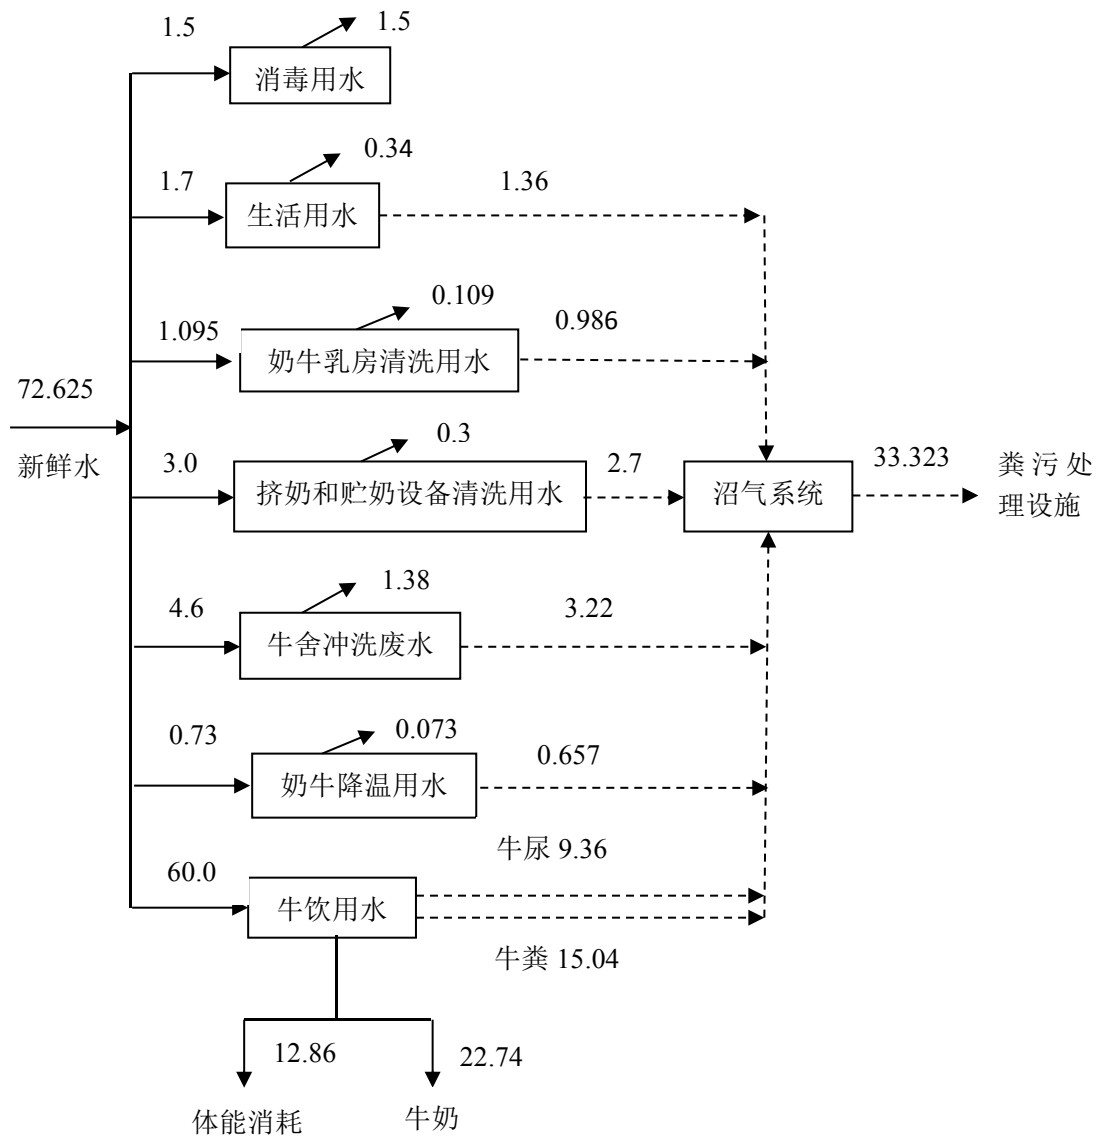 1.5
1.5
消毒用水
0.34
1.7
1.36
生活用水
0.109
1.095
0.986
奶牛乳房清洗用水
72.625
新鲜水
0.3
3.0
2.7
挤奶和贮奶设备清洗用水
沼气系统
33.323
粪污处
理设施
1.38
4.6
3.22
牛舍冲洗废水
0.073
0.73
0.657
奶牛降温用水
牛尿 9.36
60.0
牛饮用水
牛粪 15.04
12.86
22.74
体能消耗
牛奶